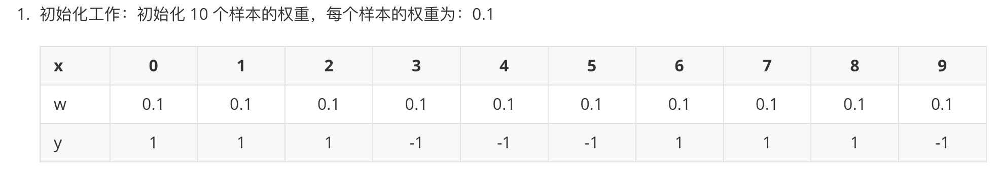 1. 初始化工作：初始化 10 个样本的权重，每个样本的权重为：0.1
x 0 1 2 3 4 5 6 7 8 9
w 0.1 0.1 0.1 0.1 0.1 0.1 0.1 0.1 0.1 0.1
y 1 1 1 -1 -1 -1 1 1 1 -1